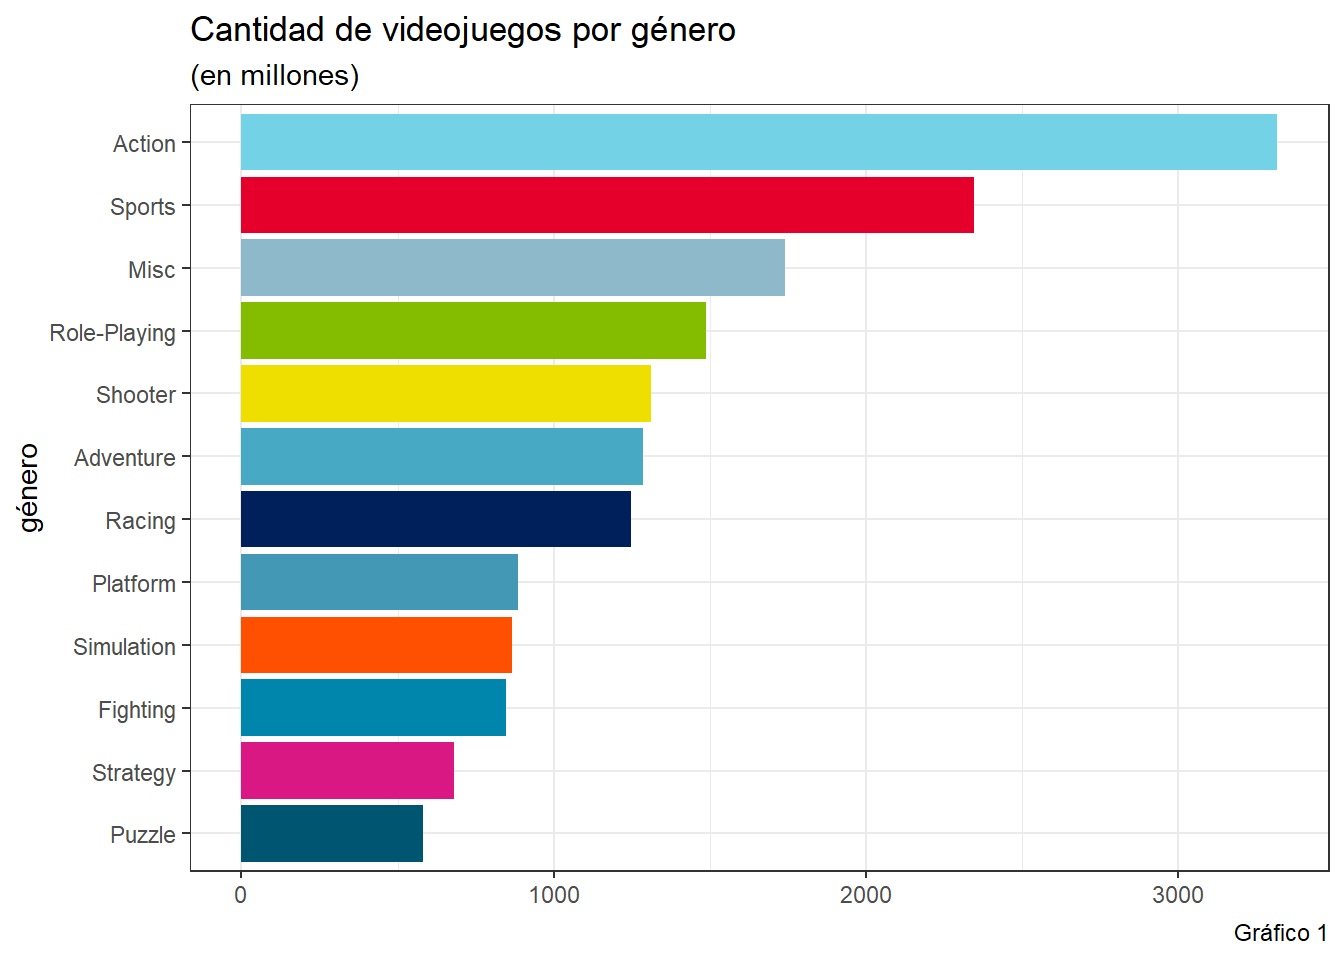 Cantidad de videojuegos por género
(en millones)
Action
Sports
Misc
Role-Playing
Shooter
Adventure
Racing
Platform
Simulation
Fighting
Strategy
Puzzle
género
0 1000 2000 3000
Gráfico 1